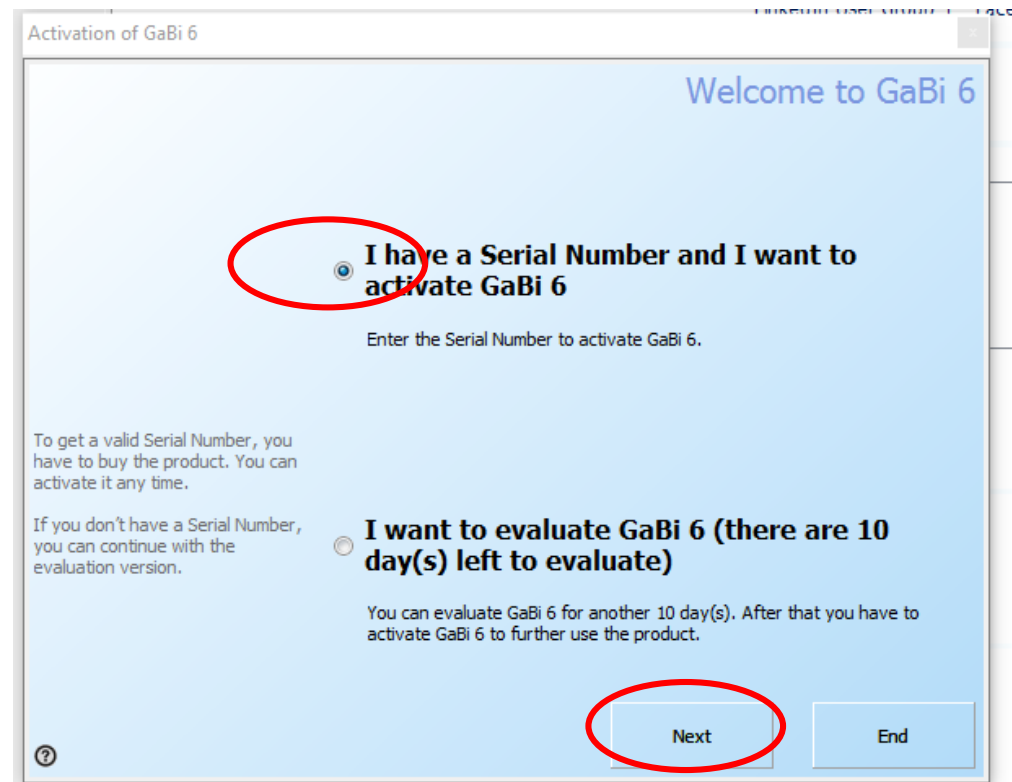 Activation of GaBi 6
x
Welcome to GaBi 6
I have a Serial Number and I want to
activate GaBi 6
Enter the Serial Number to activate GaBi 6.
To get a valid Serial Number, you
have to buy the product. You can
activate it any time.
If you don't have a Serial Number,
you can continue with the
evaluation version.
I want to evaluate GaBi 6 (there are 10
day(s) left to evaluate)
You can evaluate GaBi 6 for another 10 day(s). After that you have to
activate GaBi 6 to further use the product.
Next
End
?